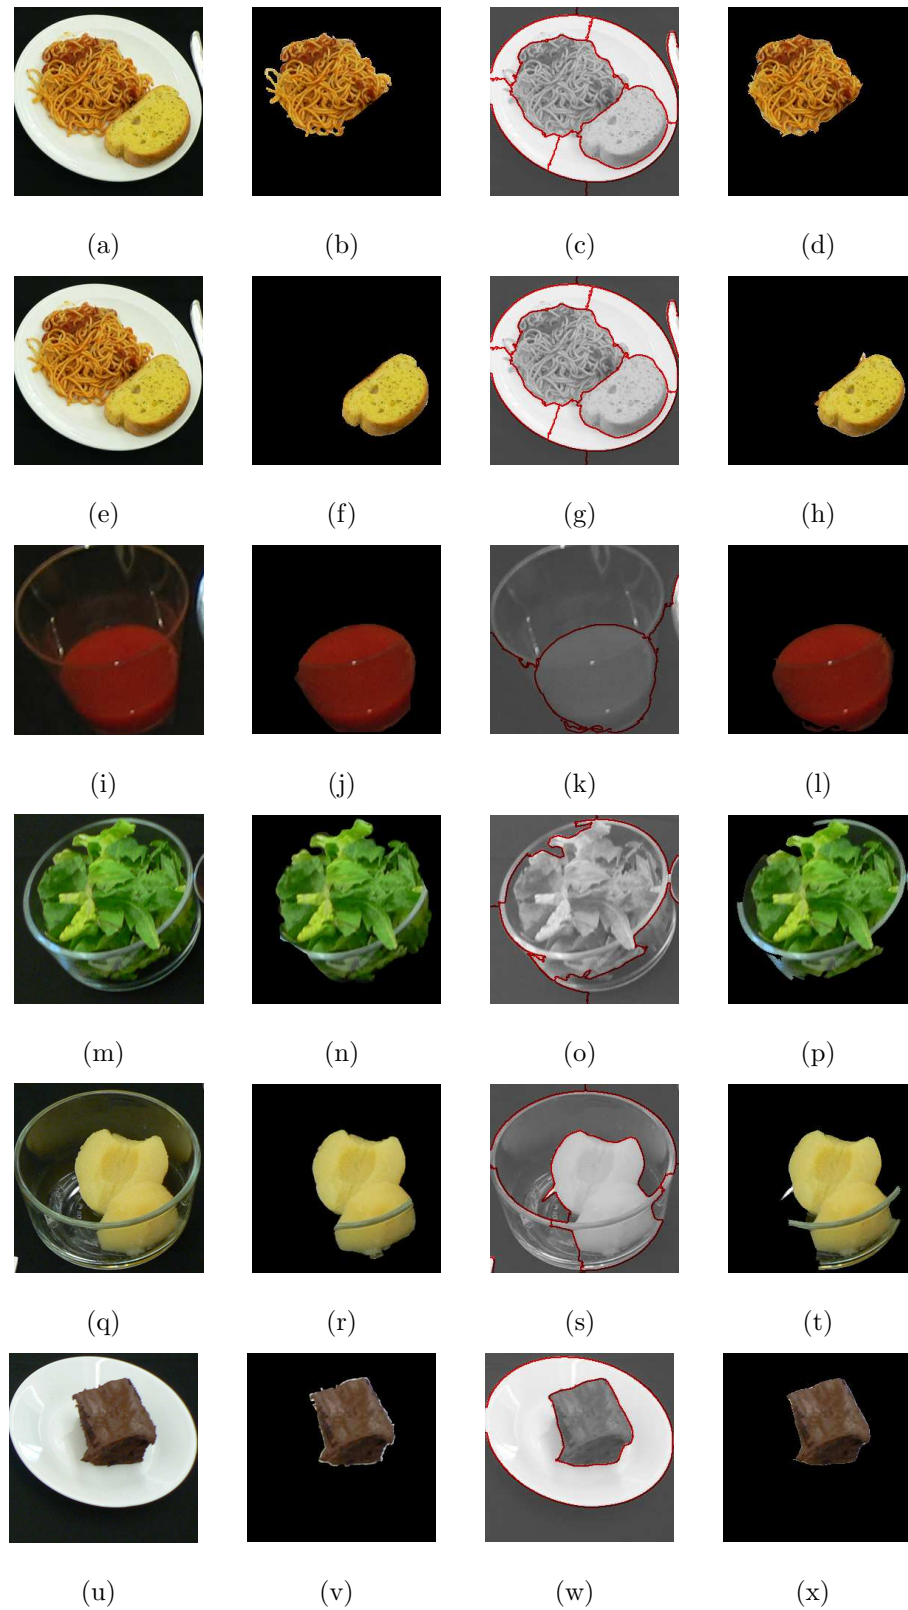 (a) (b) (c) (d)
(e) (f) (g) (h)
(i) (j) (k) (l)
(m) (n) (o) (p)
(q) (r) (s) (t)
(u) (v) (w) (x)